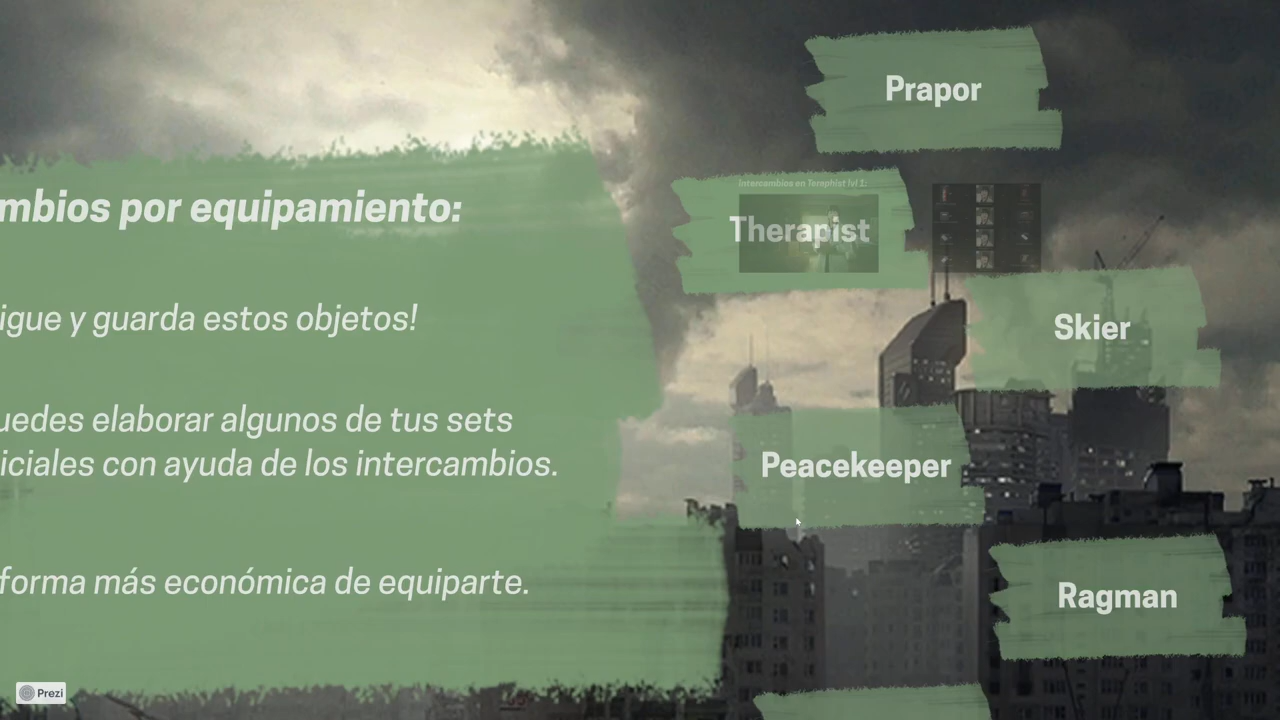 mbios por equipamiento:
igue y guarda estos objetos!
uedes elaborar algunos de tus sets
iciales con ayuda de los intercambios.
forma más económica de equiparte.
Prapor
Intercambios en Teraphist lvl 1:
Therapist
Skier
Peacekeeper
Ragman
Prezi